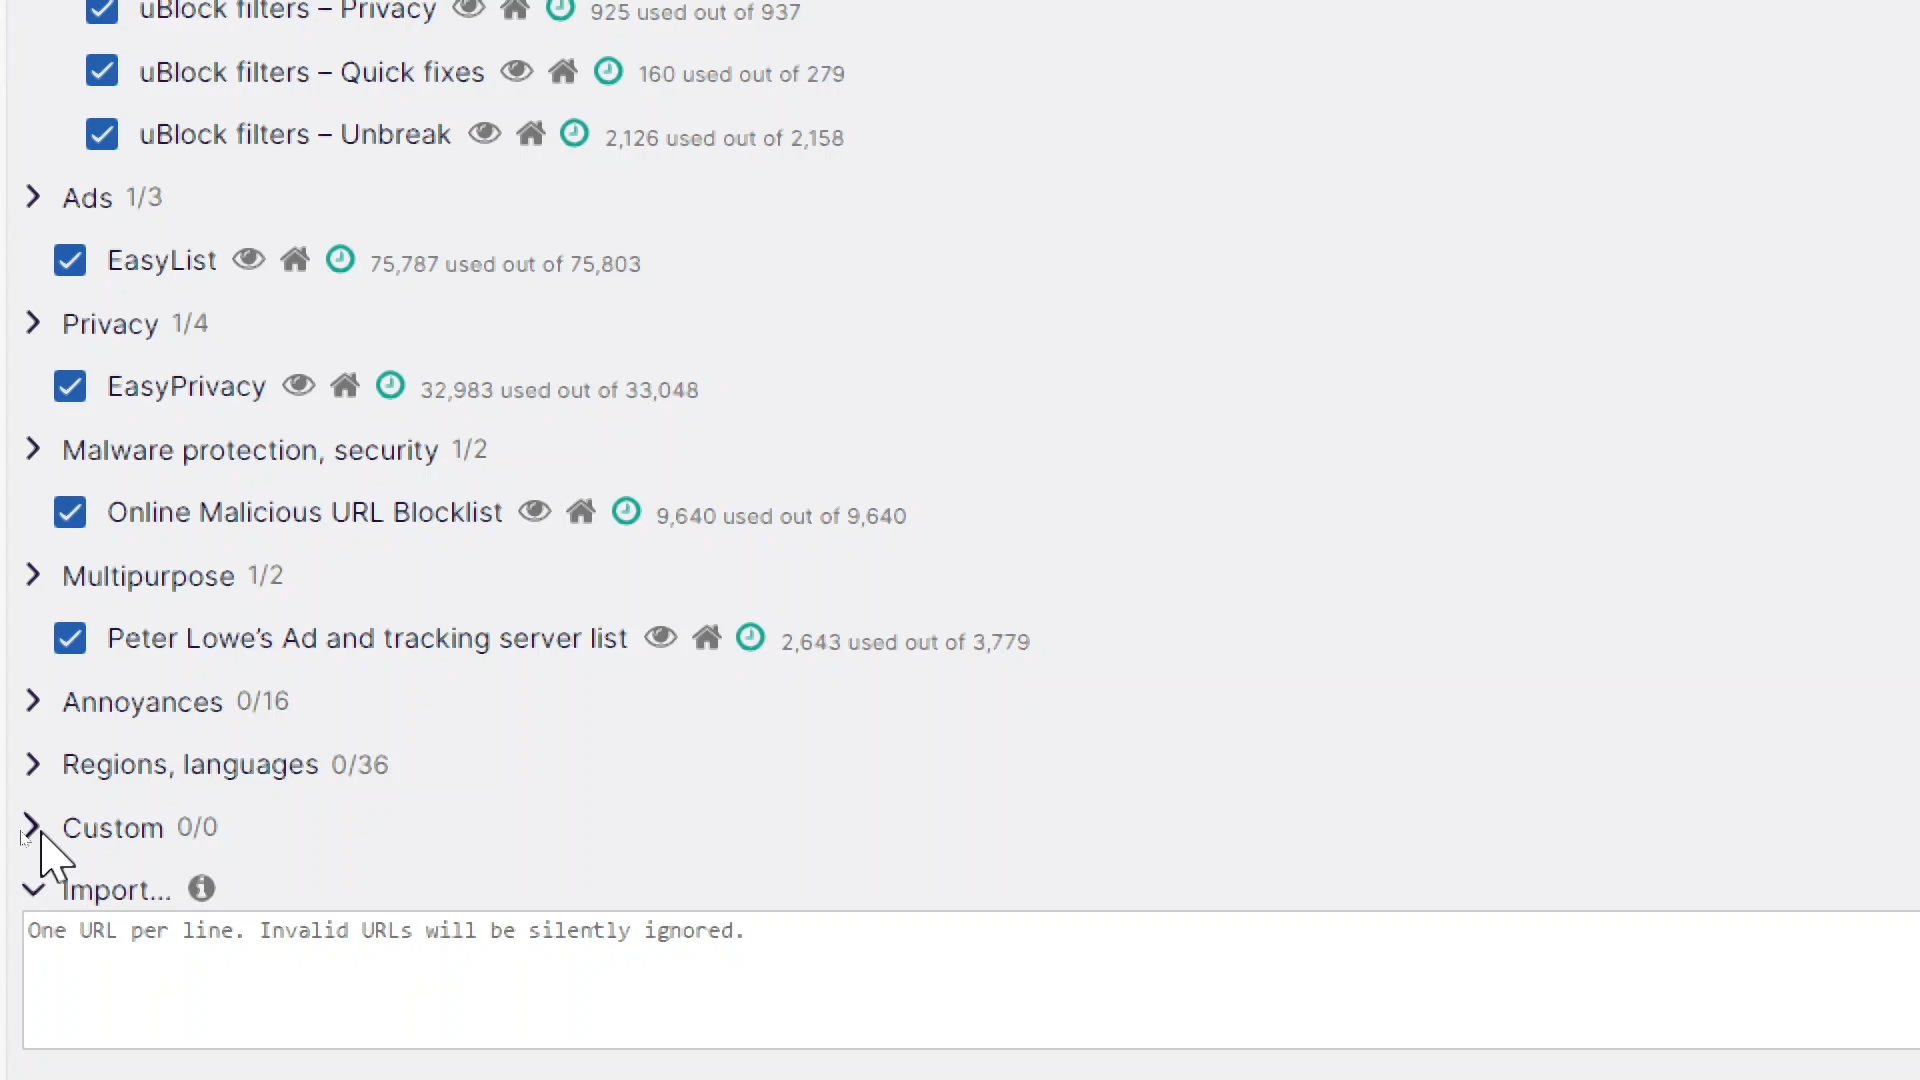 uBlock filters – Privacy 925 used out of 937
uBlock filters – Quick fixes 160 used out of 279
uBlock filters – Unbreak 2,126 used out of 2,158
Ads 1/3
EasyList 75,787 used out of 75,803
Privacy 1/4
EasyPrivacy 32,983 used out of 33,048
Malware protection, security 1/2
Online Malicious URL Blocklist 9,640 used out of 9,640
Multipurpose 1/2
Peter Lowe’s Ad and tracking server list 2,643 used out of 3,779
Annoyances 0/16
Regions, languages 0/36
Custom 0/0
Import...
One URL per line. Invalid URLs will be silently ignored.